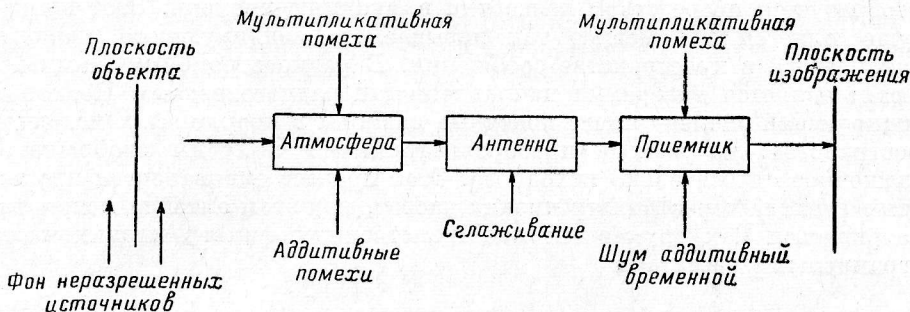 Мультипликативная
помеха
Мультипликативная
помеха
Плоскость
объекта
Плоскость
изображения
Атмосфера
Антенна
Приемник
Сглаживание
Аддитивные
помехи
Шум аддитивный
временной
Фон неразрешенных
источников